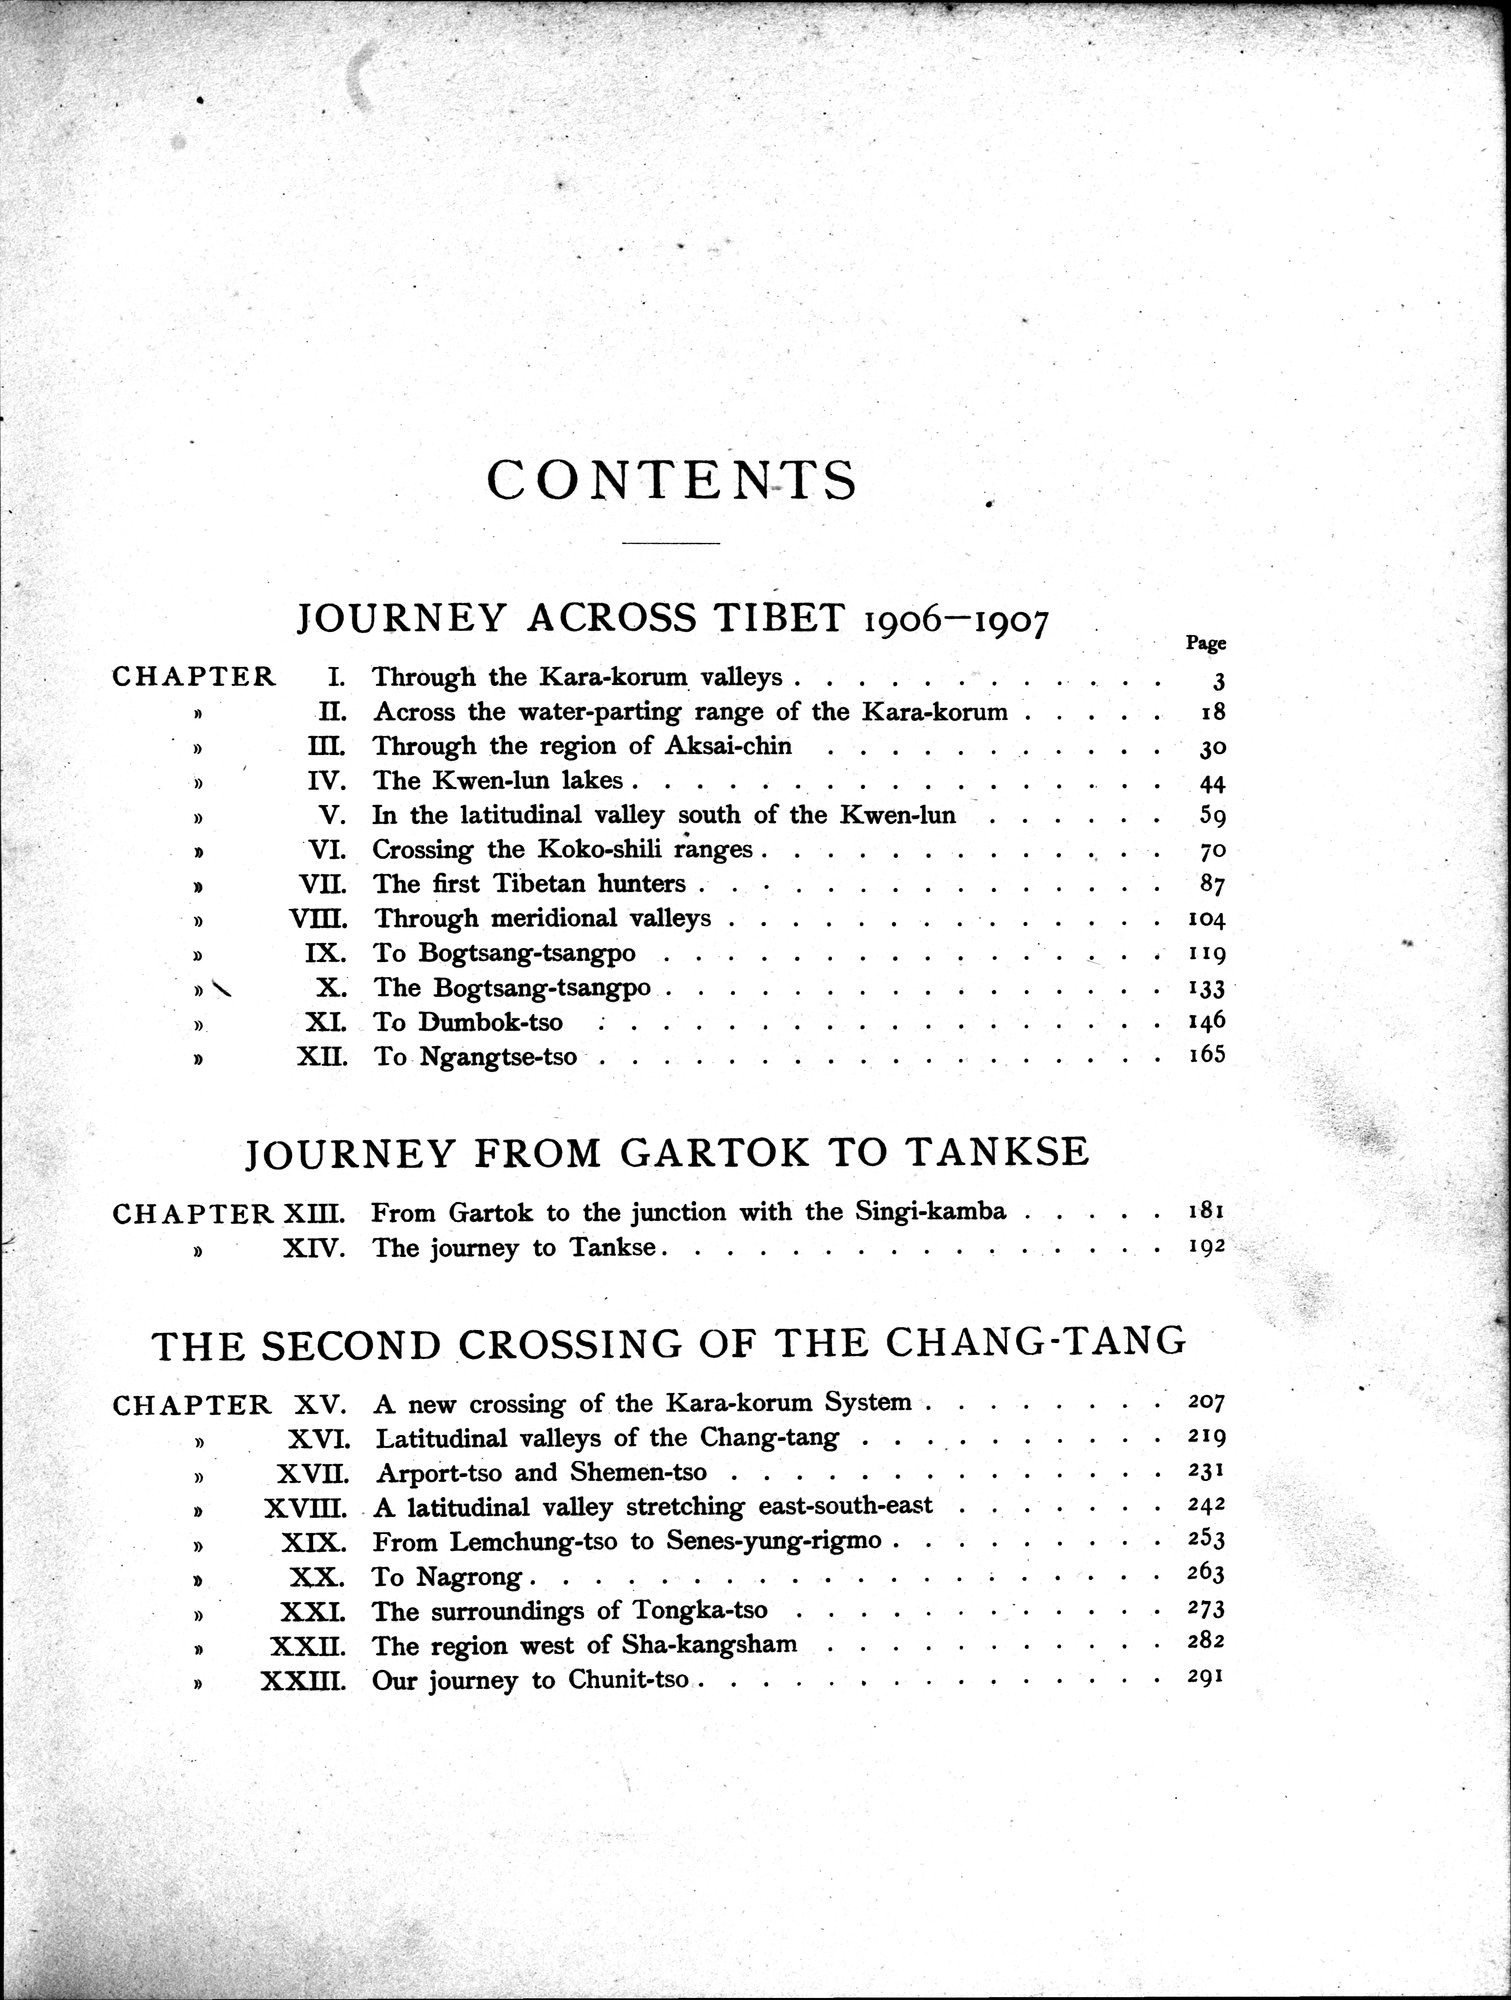 CONTENTS
JOURNEY ACROSS TIBET 1906—1907
Page
CHAPTER I. Through the Kara-korum valleys . . . . . . . . . . . . 3
» II. Across the water-parting range of the Kara-korum . . . . . 18
» III. Through the region of Aksai-chin . . . . . . . . . . . 30
» IV. The Kwen-lun lakes . . . . . . . . . . . . . . . . . 44
» V. In the latitudinal valley south of the Kwen-lun . . . . . . 59
» VI. Crossing the Koko-shili ranges . . . . . . . . . . . . . 70
» VII. The first Tibetan hunters . . . . . . . . . . . . . . . 87
» VIII. Through meridional valleys . . . . . . . . . . . . . . 104
» IX. To Bogtsang-tsangpo . . . . . . . . . . . . . . . . 119
» X. The Bogtsang-tsangpo . . . . . . . . . . . . . . . . 133
» XI. To Dumbok-tso . . . . . . . . . . . . . . . . . . 146
» XII. To Ngangtse-tso . . . . . . . . . . . . . . . . . . 165
JOURNEY FROM GARTOK TO TANKSE
CHAPTER XIII. From Gartok to the junction with the Singi-kamba . . . . . 181
» XIV. The journey to Tankse . . . . . . . . . . . . . . . . 192
THE SECOND CROSSING OF THE CHANG-TANG
CHAPTER XV. A new crossing of the Kara-korum System . . . . . . . . 207
» XVI. Latitudinal valleys of the Chang-tang . . . . . . . . . . 219
» XVII. Arport-tso and Shemen-tso . . . . . . . . . . . . . . 231
» XVIII. A latitudinal valley stretching east-south-east . . . . . . . 242
» XIX. From Lemchung-tso to Senes-yung-rigmo . . . . . . . . . 253
» XX. To Nagrong . . . . . . . . . . . . . . . . . . . . 263
» XXI. The surroundings of Tongka-tso . . . . . . . . . . . . 273
» XXII. The region west of Sha-kangsham . . . . . . . . . . . 282
» XXIII. Our journey to Chunit-tso . . . . . . . . . . . . . . . 291